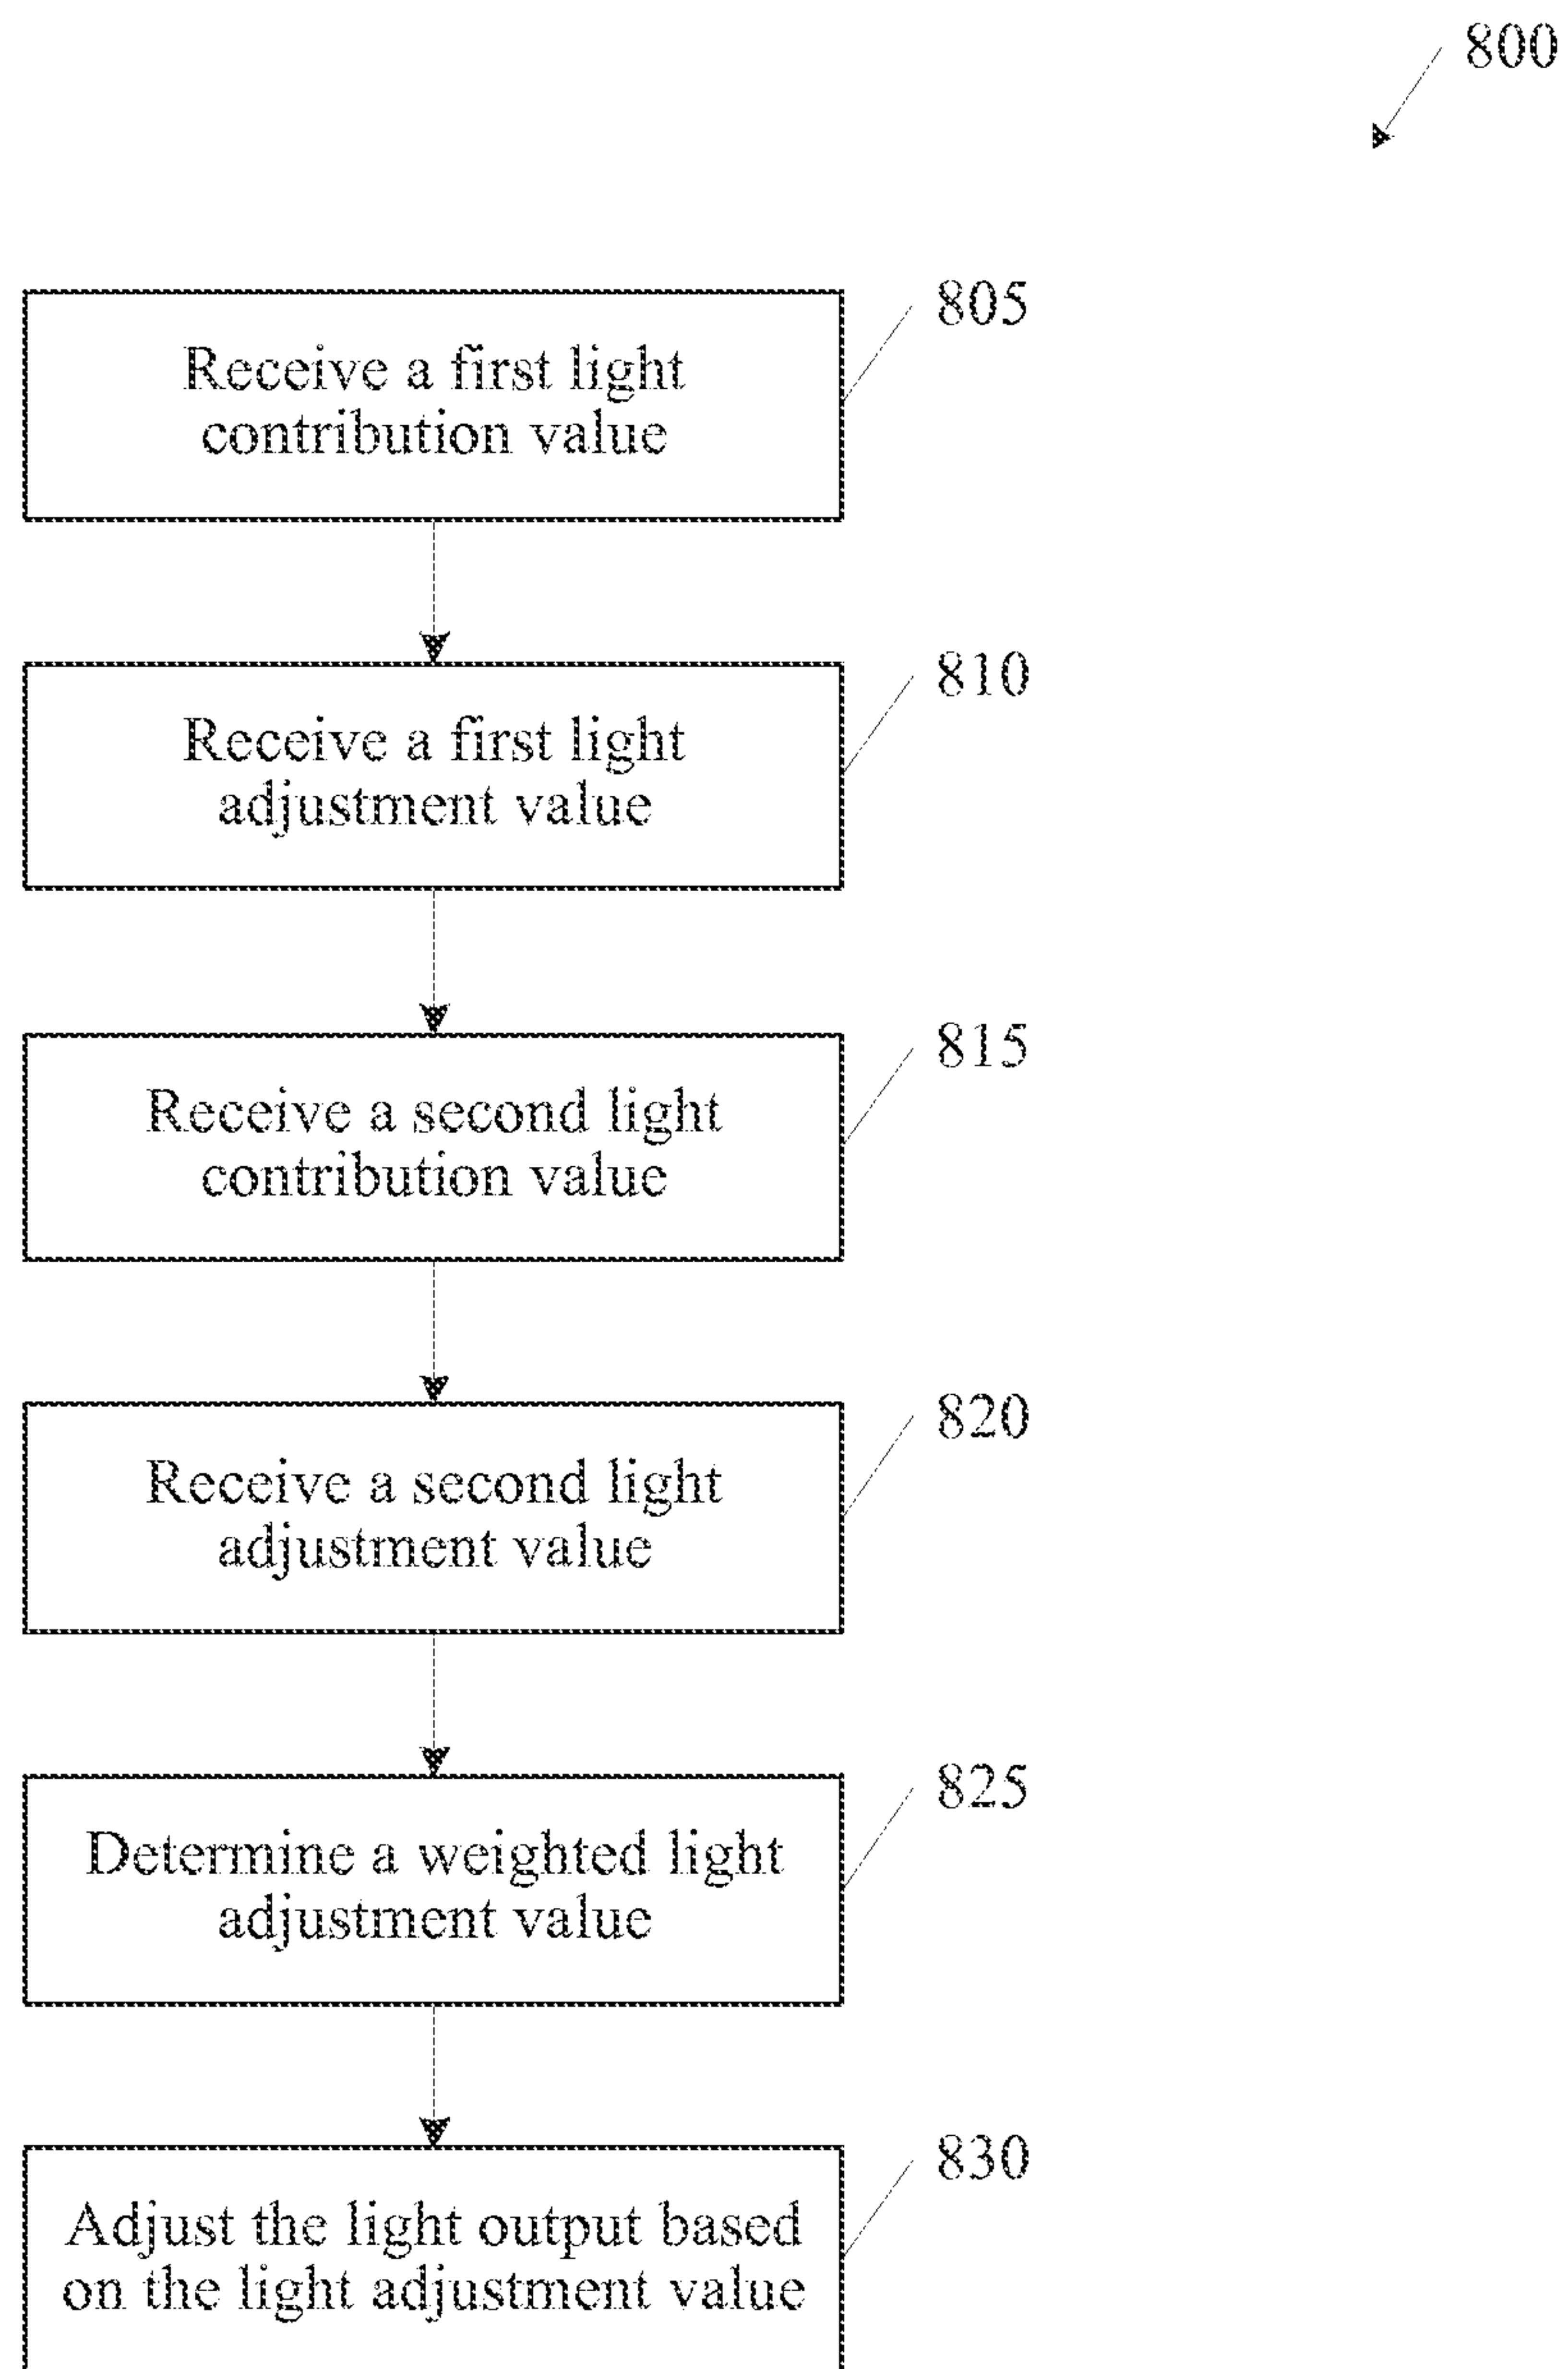 800
805
Receive a first light
contribution value
810
Receive a first light
adjustment value
815
Receive a second light
contribution value
820
Receive a second light
adjustment value
825
Determine a weighted light
adjustment value
830
Adjust the light output based
on the light adjustment value